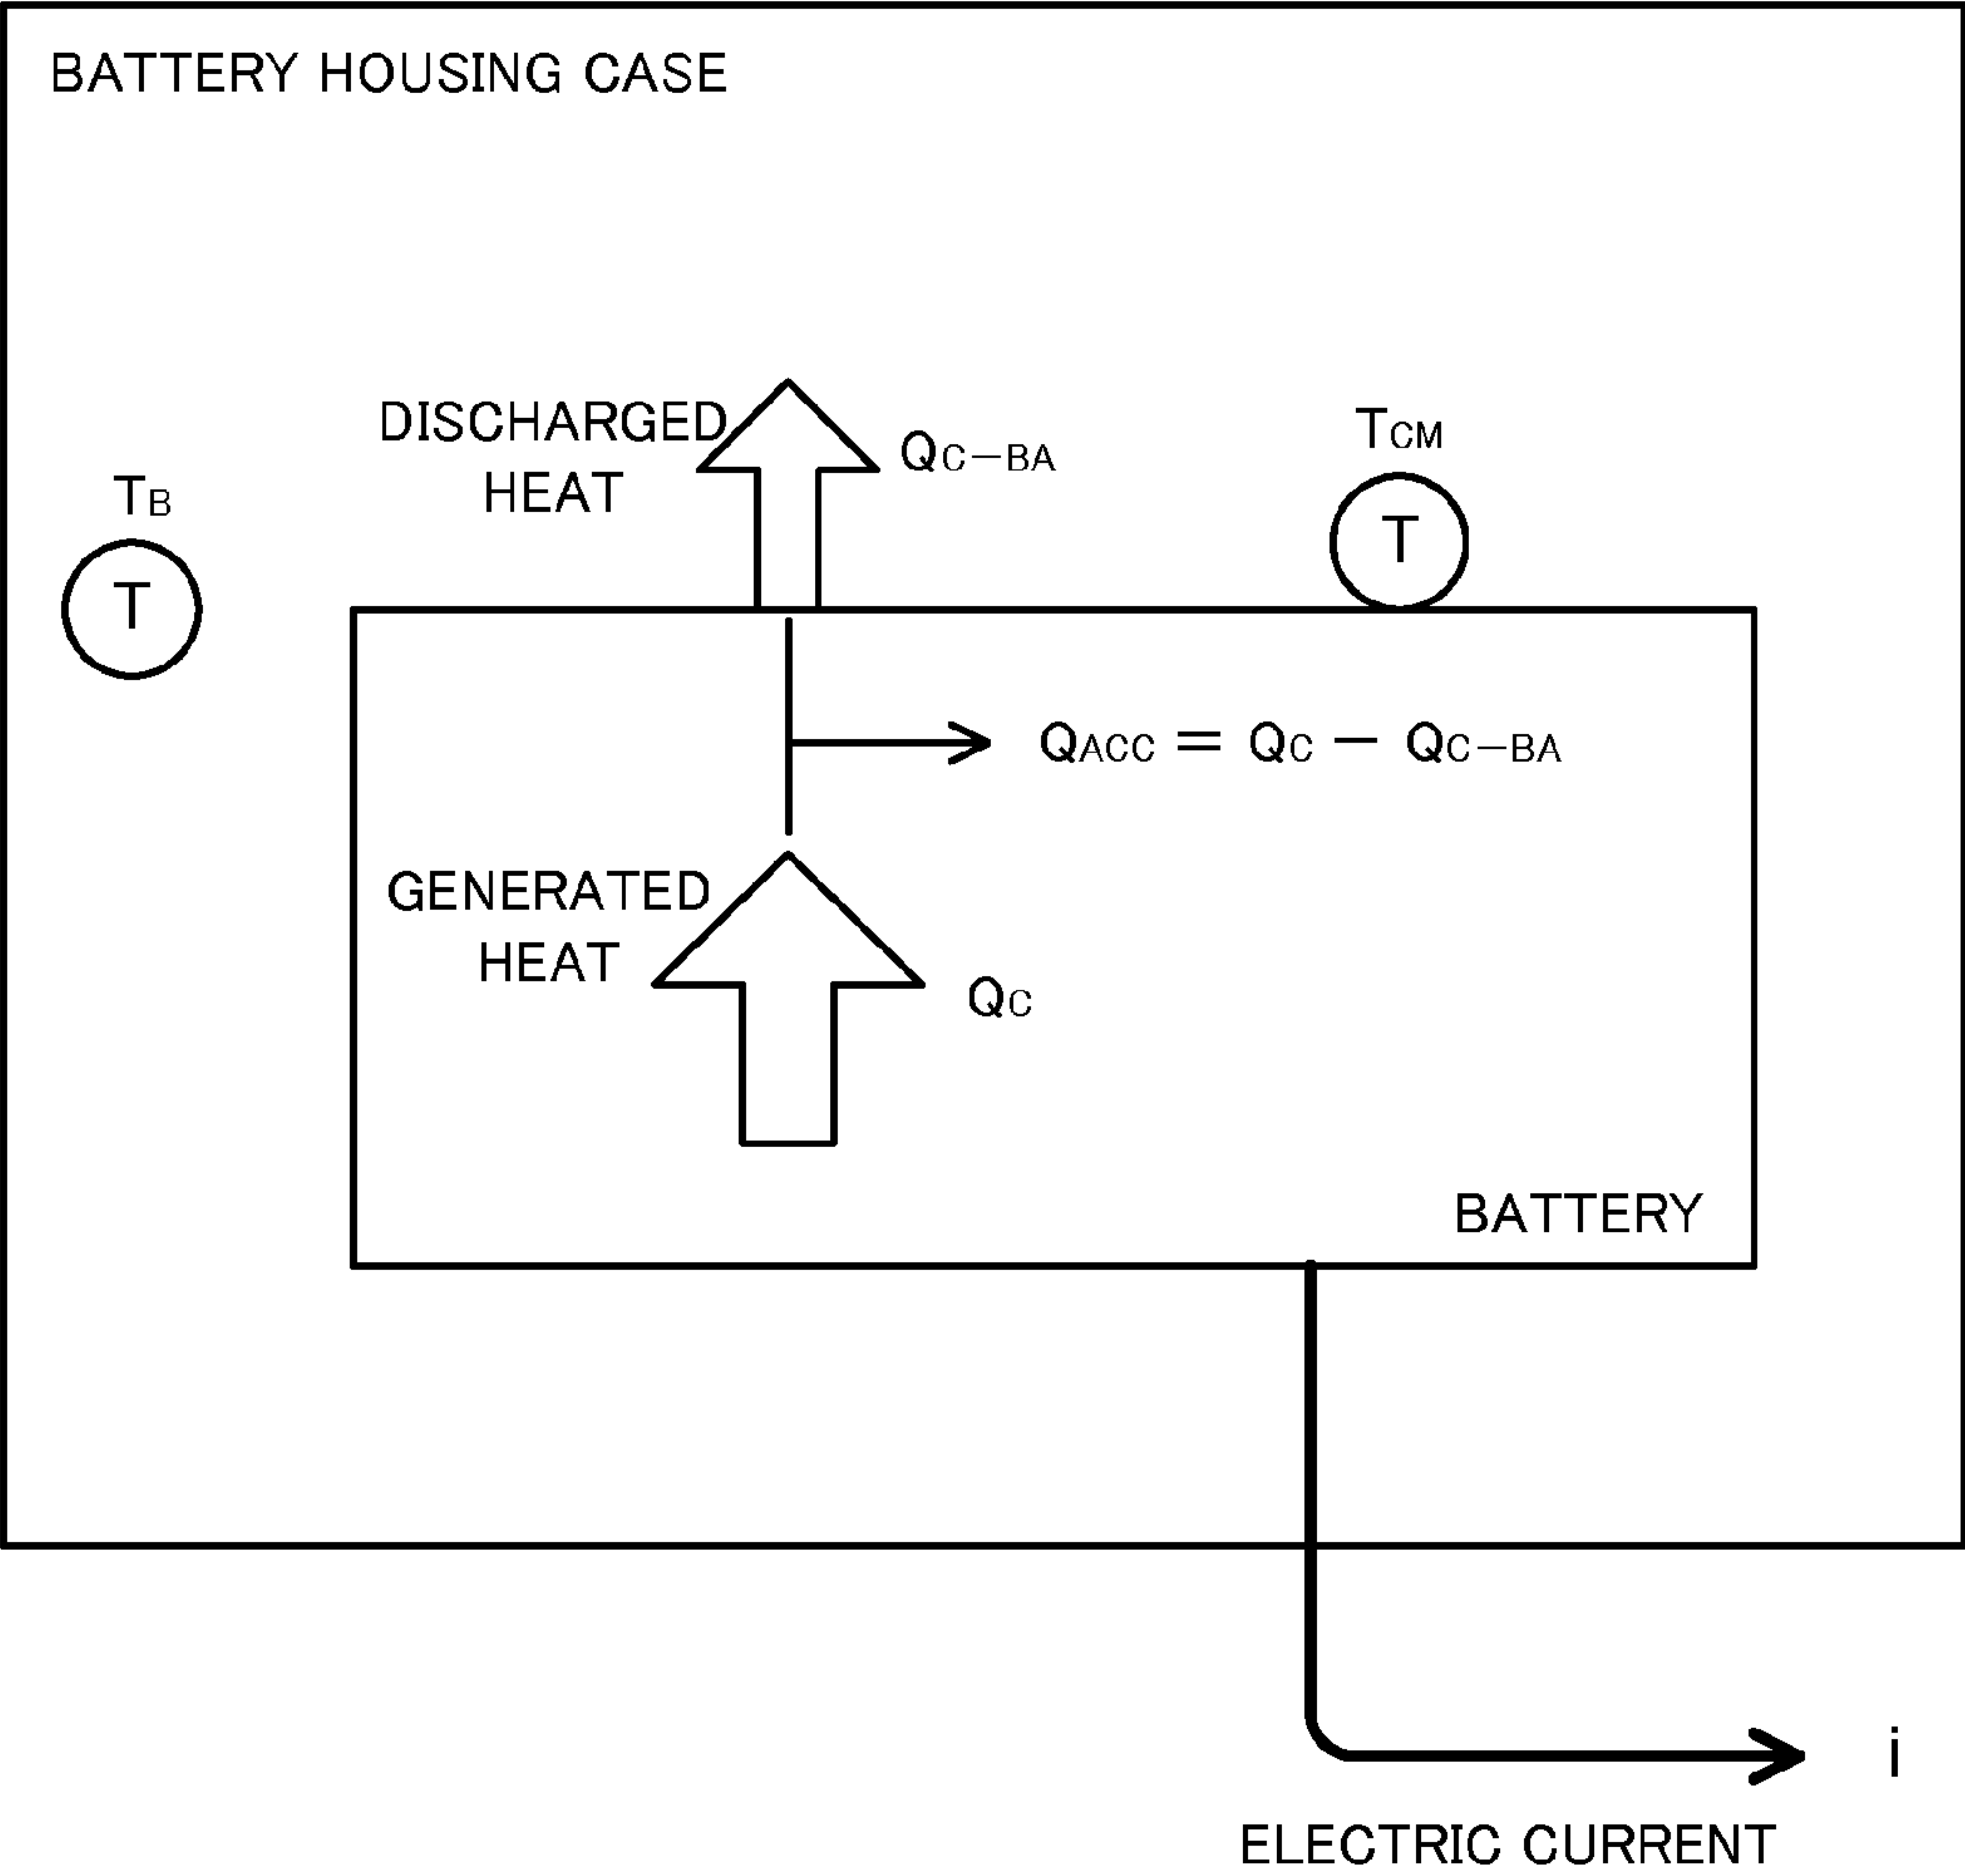 BATTERY HOUSING CASE
DISCHARGED
HEAT
QC-BA
TCM
T
TB
T
QACC = QC - QC-BA
GENERATED
HEAT
QC
BATTERY
i
ELECTRIC CURRENT